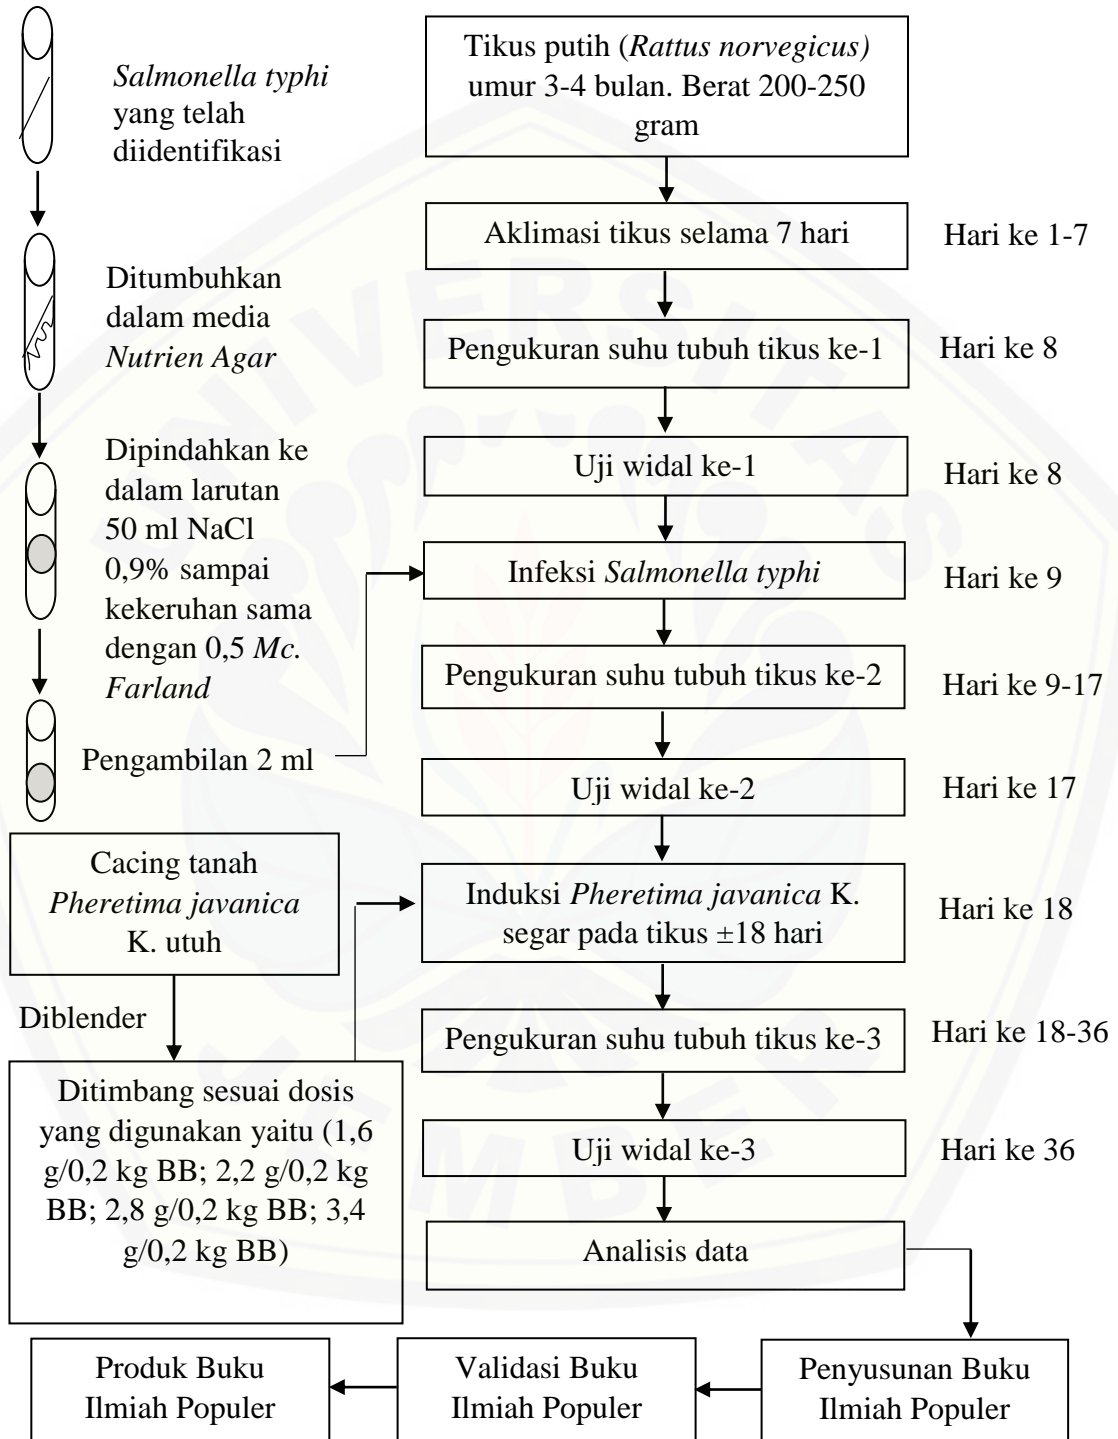 Salmonella typhi
yang telah
diidentifikasi
Ditumbuhkan
dalam media
Nutrien Agar
Dipindahkan ke
dalam larutan
50 ml NaCl
0,9% sampai
kekeruhan sama
dengan 0,5 Mc.
Farland
Pengambilan 2 ml
Cacing tanah
Pheretima javanica
K. utuh
Diblender
Ditimbang sesuai dosis
yang digunakan yaitu (1,6
g/0,2 kg BB; 2,2 g/0,2 kg
BB; 2,8 g/0,2 kg BB; 3,4
g/0,2 kg BB)
Tikus putih (Rattus norvegicus)
umur 3-4 bulan. Berat 200-250
gram
Aklimasi tikus selama 7 hari
Hari ke 1-7
Pengukuran suhu tubuh tikus ke-1
Hari ke 8
Uji widal ke-1
Hari ke 8
Infeksi Salmonella typhi
Hari ke 9
Pengukuran suhu tubuh tikus ke-2
Hari ke 9-17
Uji widal ke-2
Hari ke 17
Induksi Pheretima javanica K.
segar pada tikus ±18 hari
Hari ke 18
Pengukuran suhu tubuh tikus ke-3
Hari ke 18-36
Uji widal ke-3
Hari ke 36
Analisis data
Penyusunan Buku
Ilmiah Populer
Validasi Buku
Ilmiah Populer
Produk Buku
Ilmiah Populer
UNIVERSITAS
JEMBER